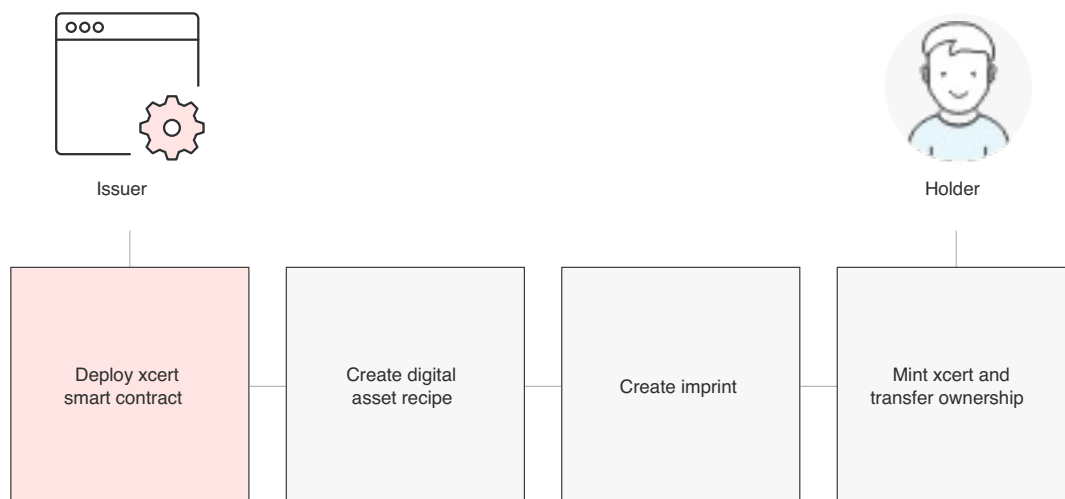 Issuer
Holder
Deploy xcert
smart contract
Create digital
asset recipe
Create imprint
Mint xcert and
transfer ownership